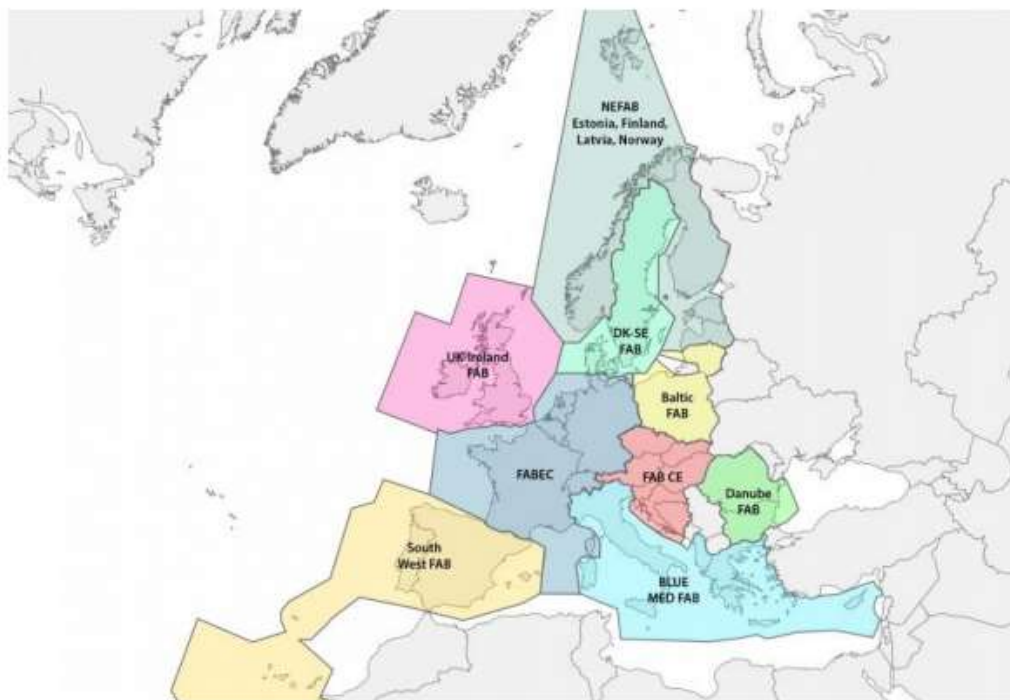 NEFAB
Estonia, Finland,
Latvia, Norway
DK-SE
FAB
UK-Ireland
FAB
Baltic
FAB
FABEC
FAB CE
Danube
FAB
South
West FAB
BLUE
MED FAB